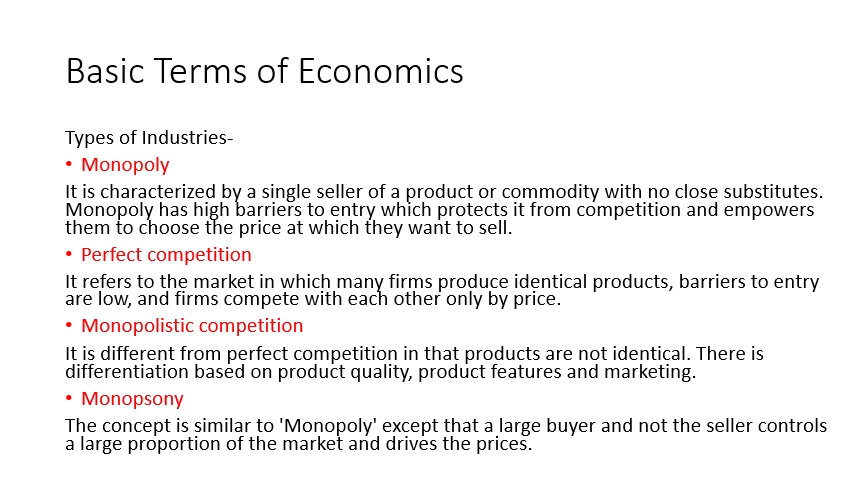 Basic Terms of Economics
Types of Industries-
• Monopoly
It is characterized by a single seller of a product or commodity with no close substitutes.
Monopoly has high barriers to entry which protects it from competition and empowers
them to choose the price at which they want to sell.
• Perfect competition
It refers to the market in which many firms produce identical products, barriers to entry
are low, and firms compete with each other only by price.
• Monopolistic competition
It is different from perfect competition in that products are not identical. There is
differentiation based on product quality, product features and marketing.
• Monopsony
The concept is similar to 'Monopoly' except that a large buyer and not the seller controls
a large proportion of the market and drives the prices.